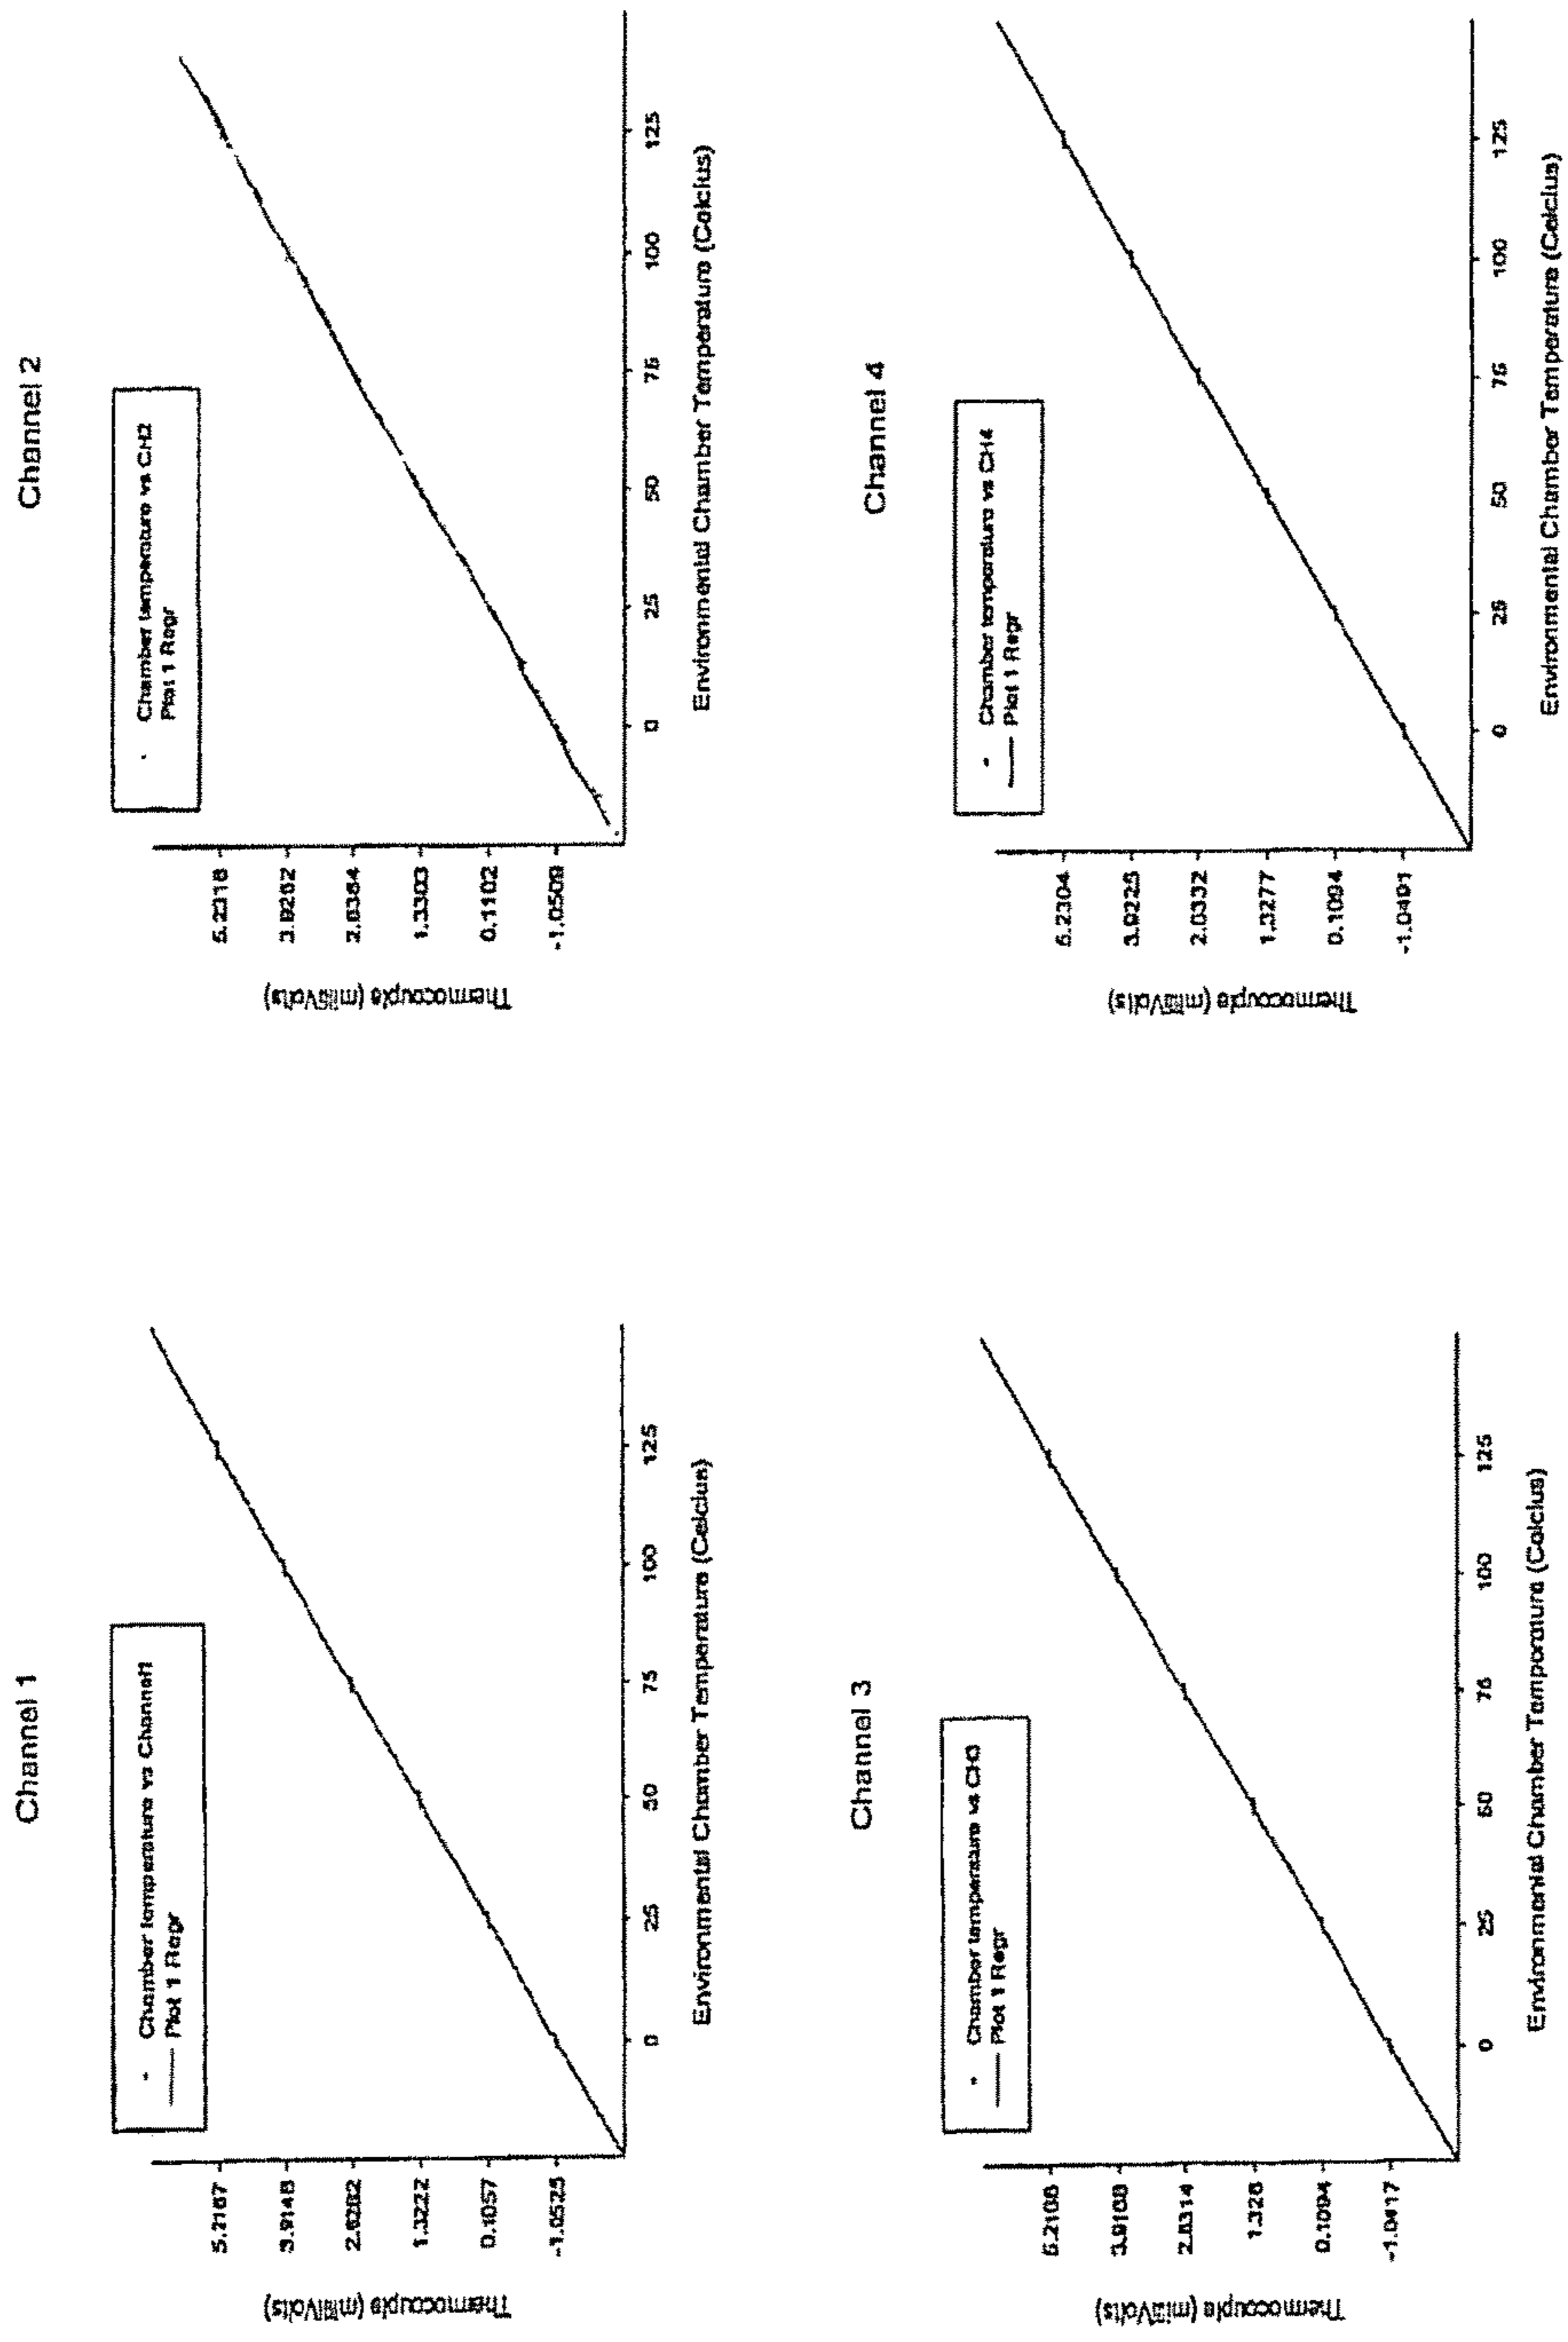 Channel 1
Chamber temperature vs Channel1
Plot 1 Regr
5.2167
3.9148
2.6282
1.3222
0.1057
-1.0525
Thermocouple (milliVolts)
0
25
50
75
100
125
Environmental Chamber Temperature (Celcius)
Channel 2
Chamber temperature vs CH2
Plot 1 Regr
5.2318
3.9262
2.6364
1.3303
0.1102
-1.0509
Thermocouple (milliVolts)
0
25
50
75
100
125
Environmental Chamber Temperature (Celcius)
Channel 3
Chamber temperature vs CH3
Plot 1 Regr
5.2106
3.9108
2.6314
1.326
0.1094
-1.0417
Thermocouple (milliVolts)
0
25
50
75
100
125
Environmental Chamber Temperature (Celcius)
Channel 4
Chamber temperature vs CH4
Plot 1 Regr
5.2304
3.9225
2.6332
1.3277
0.1094
-1.0491
Thermocouple (milliVolts)
0
25
50
75
100
125
Environmental Chamber Temperature (Celcius)